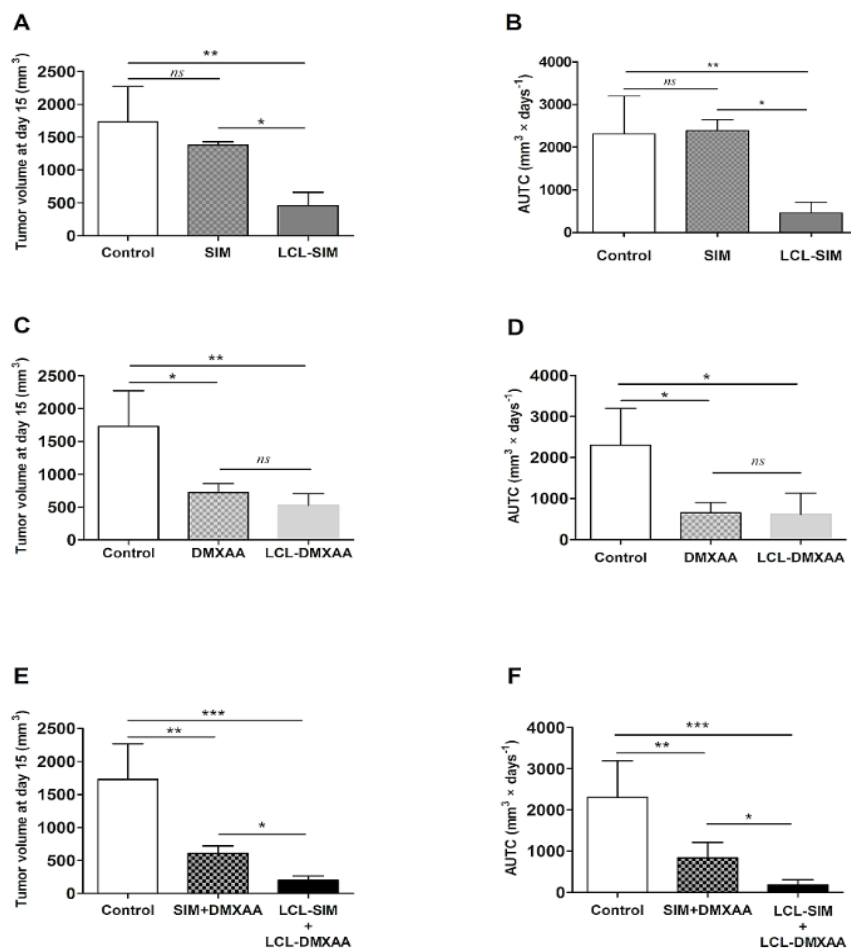 A
**
ns
*
Tumor volume at day 15 (mm³)
2500
2000
1500
1000
500
0
Control
SIM
LCL-SIM
B
**
ns
*
AUTC (mm³ × days⁻¹)
4000
3000
2000
1000
0
Control
SIM
LCL-SIM
C
**
*
ns
Tumor volume at day 15 (mm³)
2500
2000
1500
1000
500
0
Control
DMXAA
LCL-DMXAA
D
*
*
ns
AUTC (mm³ × days⁻¹)
4000
3000
2000
1000
0
Control
DMXAA
LCL-DMXAA
E
***
**
*
Tumor volume at day 15 (mm³)
2500
2000
1500
1000
500
0
Control
SIM+DMXAA
LCL-SIM
+
LCL-DMXAA
F
***
**
*
AUTC (mm³ × days⁻¹)
4000
3000
2000
1000
0
Control
SIM+DMXAA
LCL-SIM
+
LCL-DMXAA